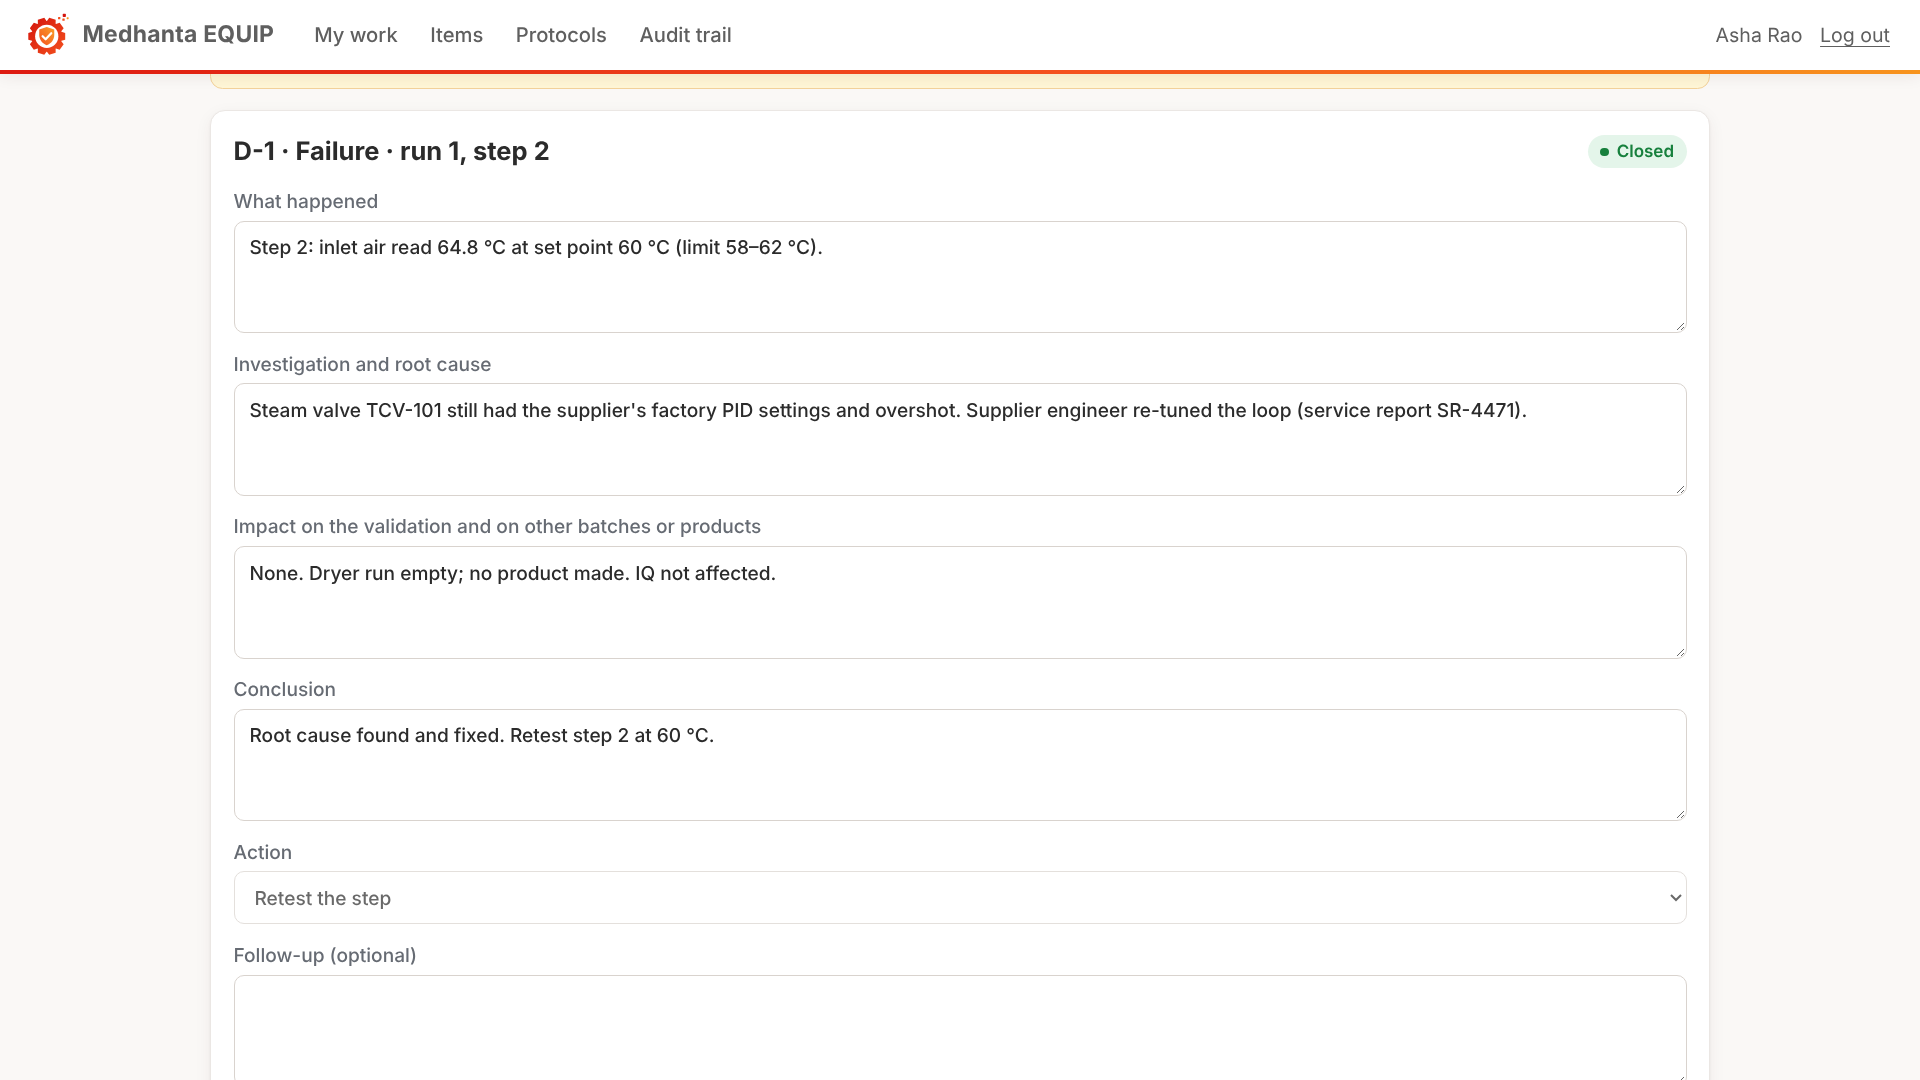 Medhanta EQUIP My work Items Protocols Audit trail Asha Rao Log out
D-1 · Failure · run 1, step 2 Closed
What happened
Step 2: inlet air read 64.8 °C at set point 60 °C (limit 58–62 °C).
Investigation and root cause
Steam valve TCV-101 still had the supplier's factory PID settings and overshot. Supplier engineer re-tuned the loop (service report SR-4471).
Impact on the validation and on other batches or products
None. Dryer run empty; no product made. IQ not affected.
Conclusion
Root cause found and fixed. Retest step 2 at 60 °C.
Action
Retest the step
Follow-up (optional)